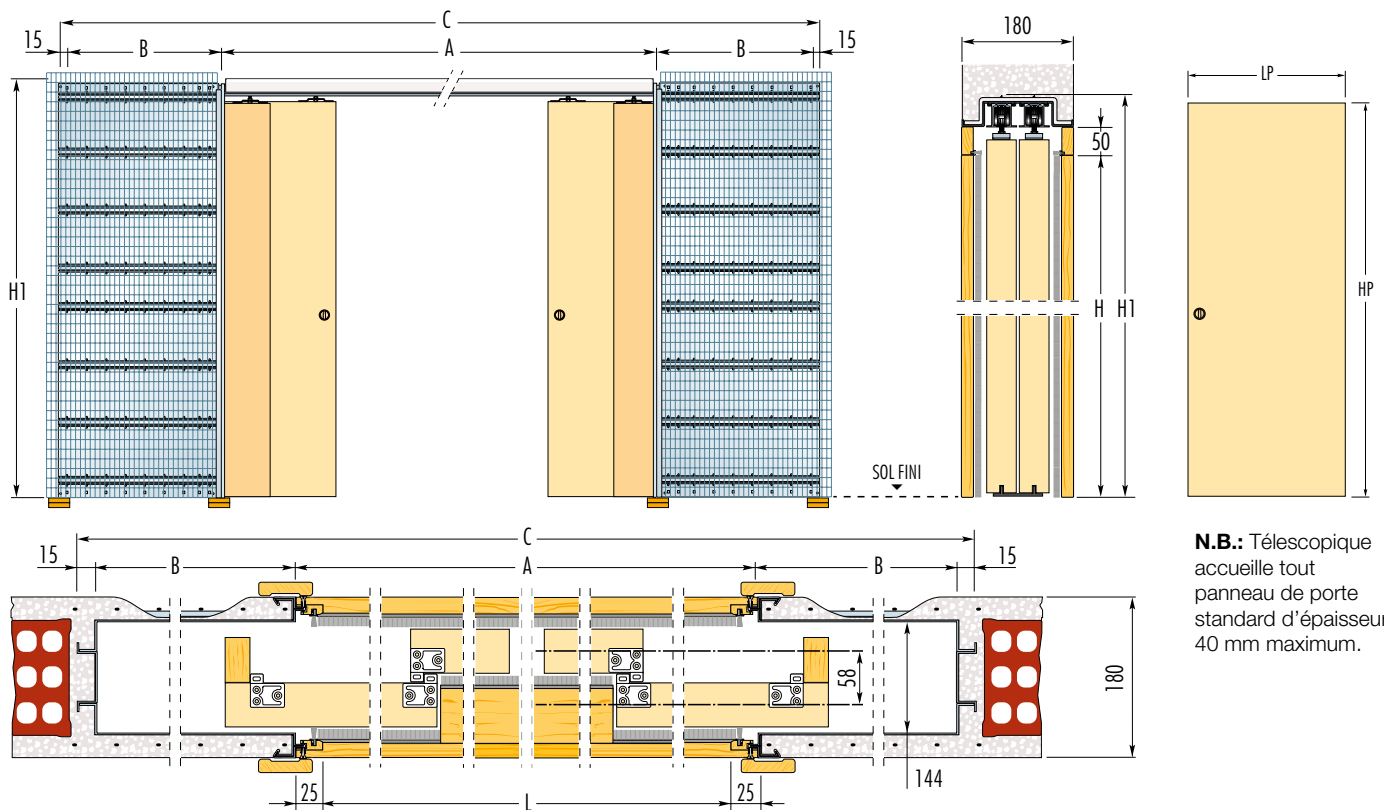 C
15 B A B 15
180
LP
50
H1
H H1
HP
SOL FINI
C
15 B A B 15
58
180
144
25 L 25
N.B.: Télescopique
accueille tout
panneau de porte
standard d'épaisseur
40 mm maximum.